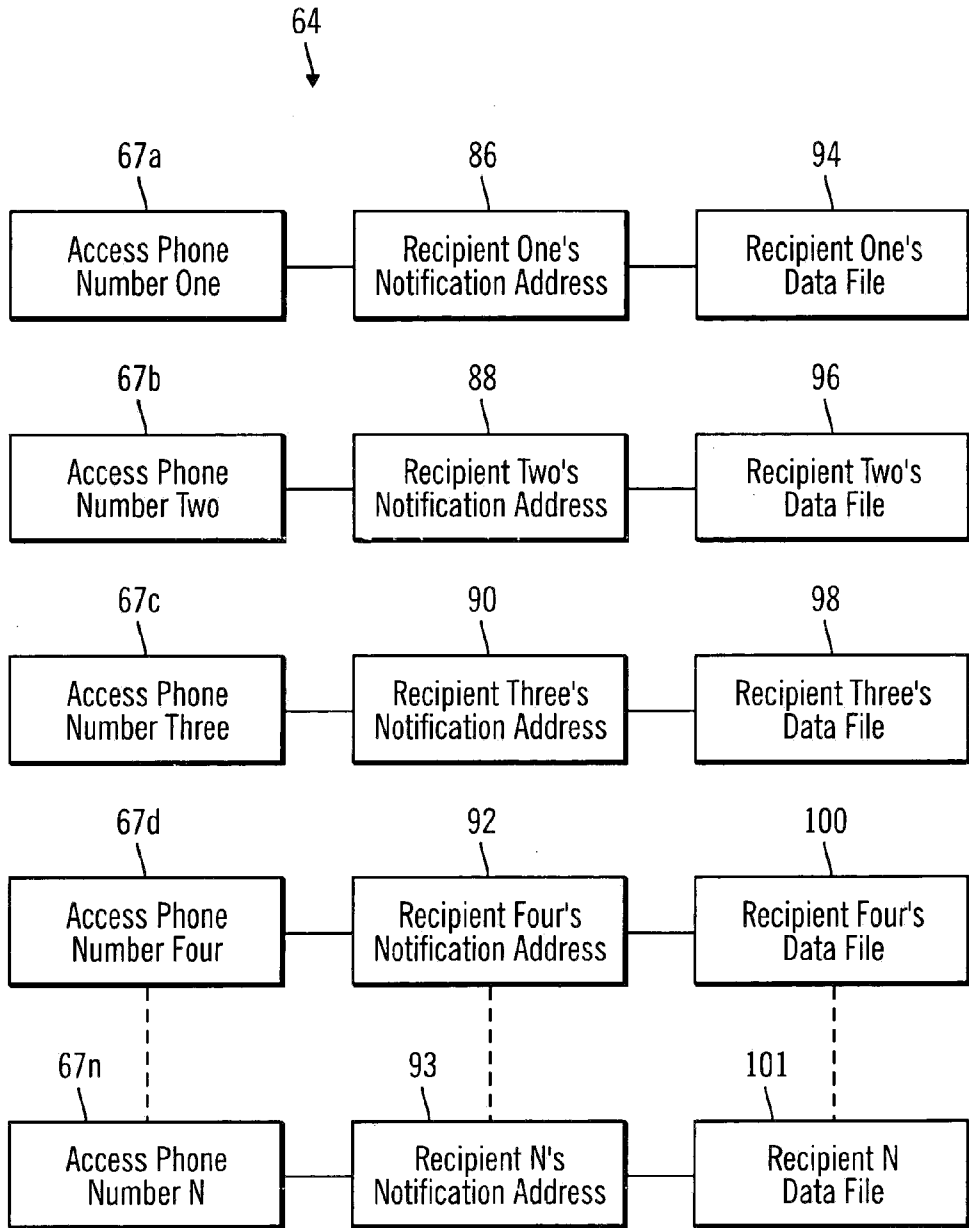 64
67a
86
94
Access Phone
Number One
Recipient One's
Notification Address
Recipient One's
Data File
67b
88
96
Access Phone
Number Two
Recipient Two's
Notification Address
Recipient Two's
Data File
67c
90
98
Access Phone
Number Three
Recipient Three's
Notification Address
Recipient Three's
Data File
67d
92
100
Access Phone
Number Four
Recipient Four's
Notification Address
Recipient Four's
Data File
67n
93
101
Access Phone
Number N
Recipient N's
Notification Address
Recipient N
Data File